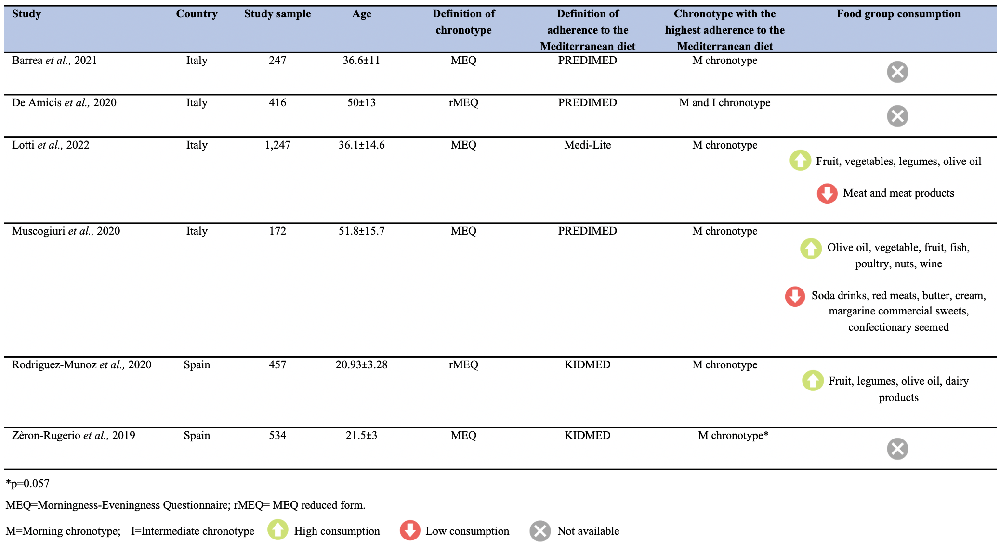 Study Country Study sample Age Definition of Definition of Chronotype with the Food group consumption
chronotype adherence to the highest adherence to the
Mediterranean diet Mediterranean diet
Barrea et al., 2021 Italy 247 36.6±11 MEQ PREDIMED M chronotype
De Amicis et al., 2020 Italy 416 50±13 rMEQ PREDIMED M and I chronotype
Lotti et al., 2022 Italy 1,247 36.1±14.6 MEQ Medi-Lite M chronotype
Fruit, vegetables, legumes, olive oil
Meat and meat products
Muscogiuri et al., 2020 Italy 172 51.8±15.7 MEQ PREDIMED M chronotype
Olive oil, vegetable, fruit, fish,
poultry, nuts, wine
Soda drinks, red meats, butter, cream,
margarine commercial sweets,
confectionary seemed
Rodriguez-Munoz et al., 2020 Spain 457 20.93±3.28 rMEQ KIDMED M chronotype
Fruit, legumes, olive oil, dairy
products
Zèron-Rugerio et al., 2019 Spain 534 21.5±3 MEQ KIDMED M chronotype*
*p=0.057
MEQ=Morningness-Eveningness Questionnaire; rMEQ= MEQ reduced form.
M=Morning chronotype; I=Intermediate chronotype High consumption Low consumption Not available